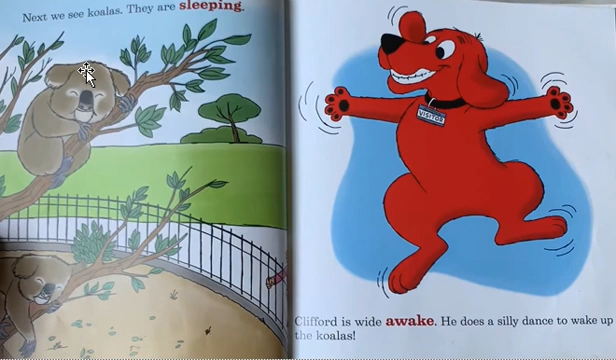 Next we see koalas. They are sleeping.
VISITOR
Clifford is wide awake. He does a silly dance to wake up
the koalas!